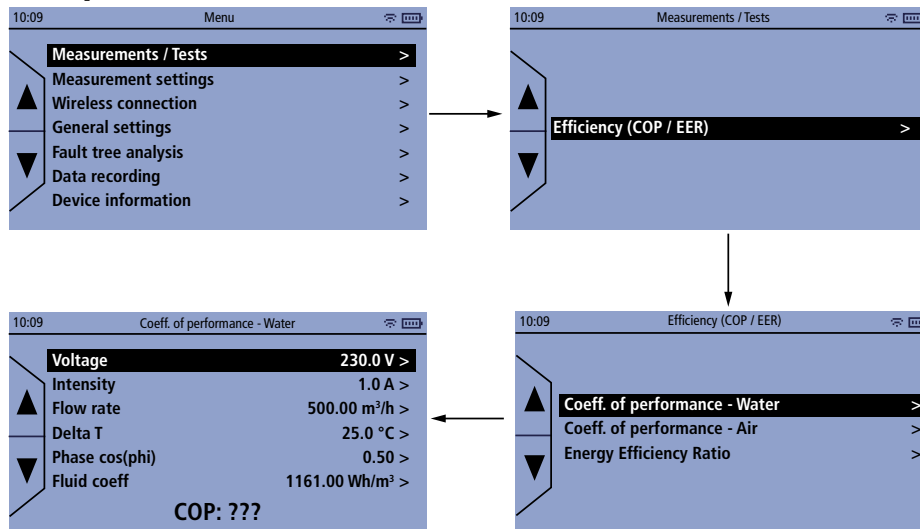 10:09 Menu
Measurements / Tests >
Measurement settings >
Wireless connection >
General settings >
Fault tree analysis >
Data recording >
Device information >
10:09 Measurements / Tests
Efficiency (COP / EER) >
10:09 Efficiency (COP / EER)
Coeff. of performance - Water >
Coeff. of performance - Air >
Energy Efficiency Ratio >
10:09 Coeff. of performance - Water
Voltage 230.0 V >
Intensity 1.0 A >
Flow rate 500.00 m³/h >
Delta T 25.0 °C >
Phase cos(phi) 0.50 >
Fluid coeff 1161.00 Wh/m³ >
COP: ???